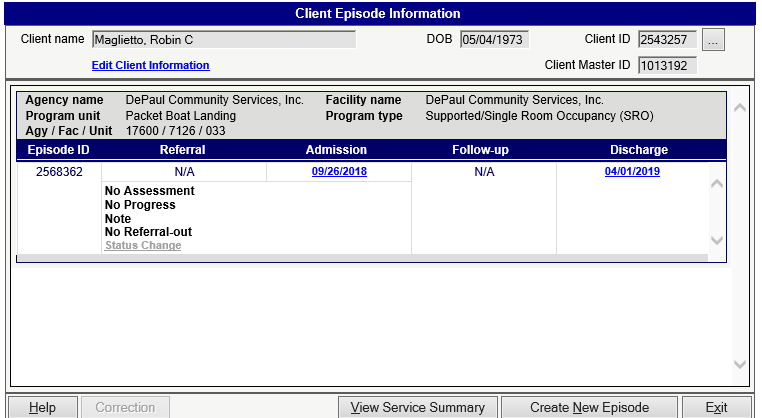 Client Episode Information
Client name Maglietto, Robin C DOB 05/04/1973 Client ID 2543257 ...
Edit Client Information Client Master ID 1013192
Agency name DePaul Community Services, Inc. Facility name DePaul Community Services, Inc.
Program unit Packet Boat Landing Program type Supported/Single Room Occupancy (SRO)
Agy / Fac / Unit 17600 / 7126 / 033
Episode ID Referral Admission Follow-up Discharge
2568362 N/A 09/26/2018 N/A 04/01/2019
No Assessment
No Progress
Note
No Referral-out
Status Change
Help Correction View Service Summary Create New Episode Exit